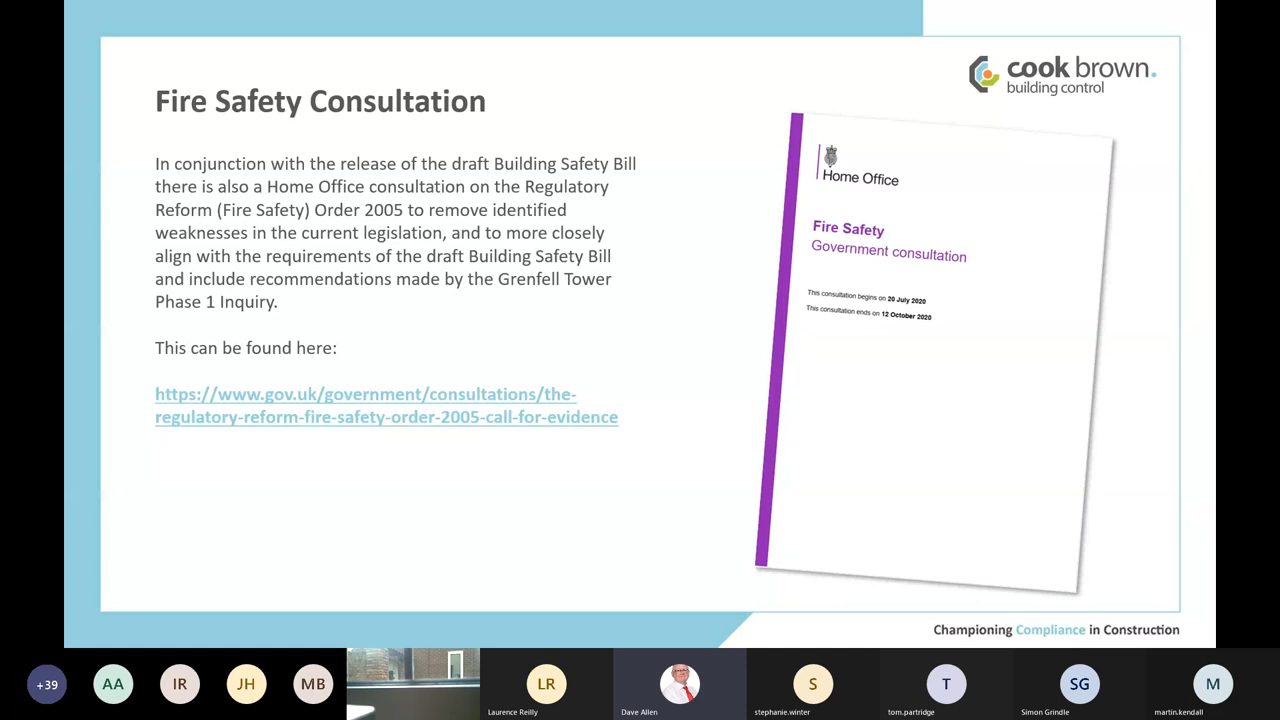 cook brown.
building control
Fire Safety Consultation
In conjunction with the release of the draft Building Safety Bill
there is also a Home Office consultation on the Regulatory
Reform (Fire Safety) Order 2005 to remove identified
weaknesses in the current legislation, and to more closely
align with the requirements of the draft Building Safety Bill
and include recommendations made by the Grenfell Tower
Phase 1 Inquiry.
This can be found here:
https://www.gov.uk/government/consultations/the-
regulatory-reform-fire-safety-order-2005-call-for-evidence
Home Office
Fire Safety
Government consultation
This consultation begins on 20 July 2020
This consultation ends on 12 October 2020
Championing Compliance in Construction
+39
AA
IR
JH
MB
LR
Laurence Reilly
Dave Allen
S
stephanie.winter
T
tom.partridge
SG
Simon Grindle
M
martin.kendall